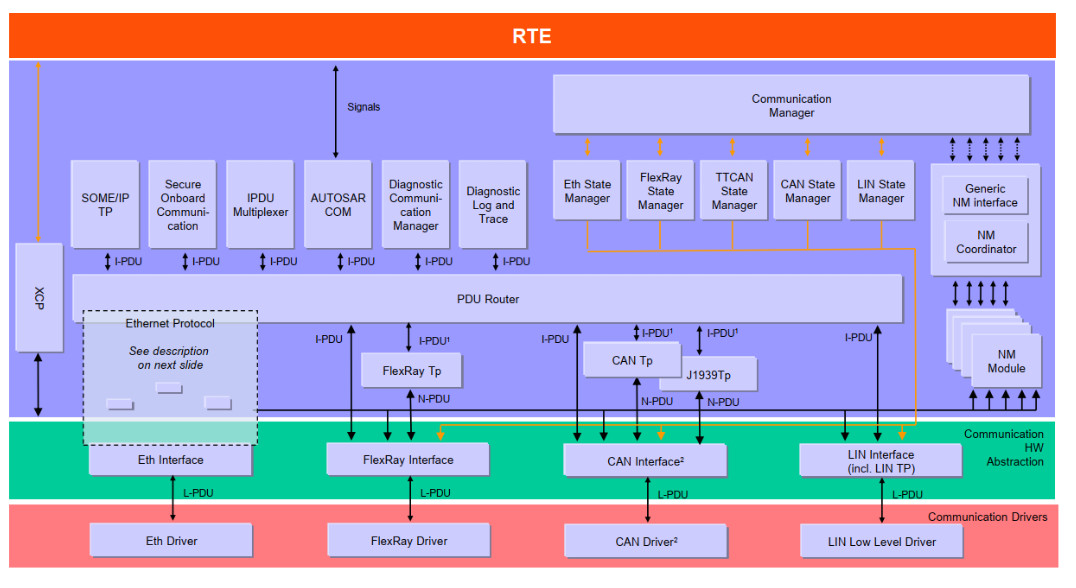 RTE
Signals
Communication
Manager
SOME/IP
TP
Secure
Onboard
Communi-
cation
IPDU
Multiplexer
AUTOSAR
COM
Diagnostic
Communi-
cation
Manager
Diagnostic
Log and
Trace
Eth State
Manager
FlexRay
State
Manager
TTCAN
State
Manager
CAN State
Manager
LIN State
Manager
Generic
NM interface
NM
Coordinator
XCP
I-PDU
I-PDU
I-PDU
I-PDU
I-PDU
I-PDU
PDU Router
Ethernet Protocol
See description
on next slide
I-PDU
I-PDU¹
FlexRay Tp
N-PDU
I-PDU
I-PDU¹
CAN Tp
N-PDU
I-PDU¹
J1939Tp
N-PDU
I-PDU
NM
Module
Communication
HW
Abstraction
Eth Interface
FlexRay Interface
CAN Interface²
LIN Interface
(incl. LIN TP)
L-PDU
L-PDU
L-PDU
L-PDU
Communication Drivers
Eth Driver
FlexRay Driver
CAN Driver²
LIN Low Level Driver